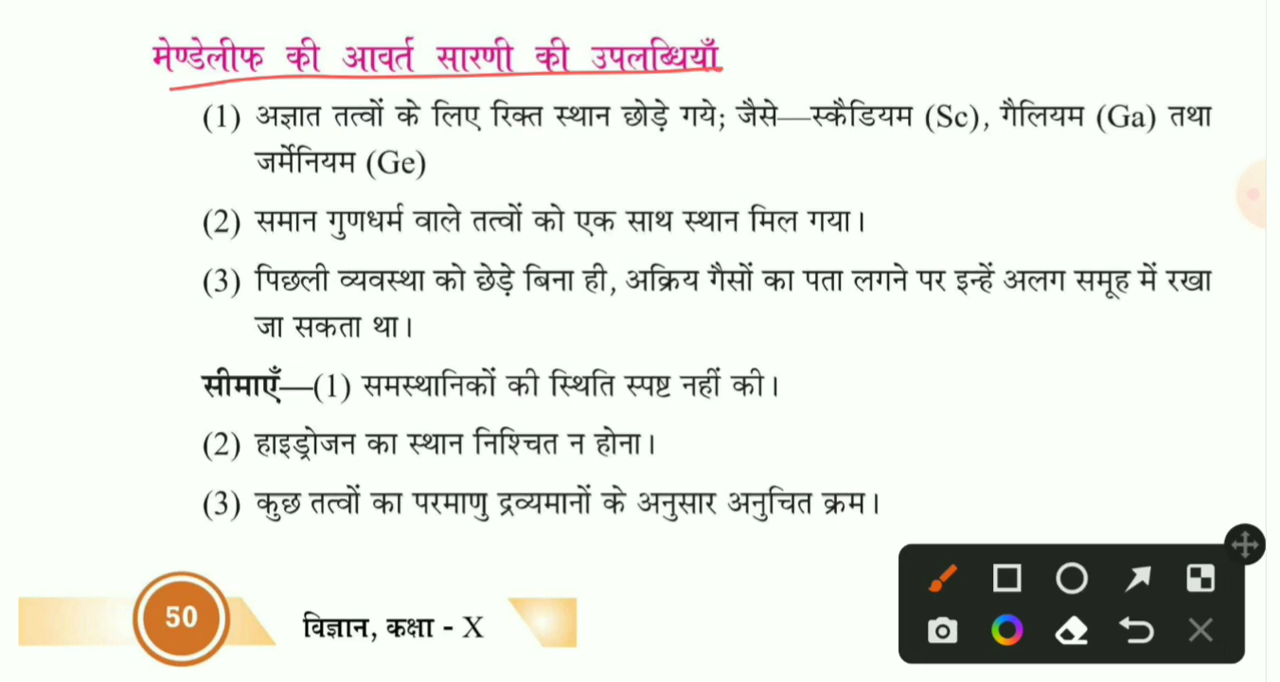 मेण्डेलीफ की आवर्त सारणी की उपलब्धियाँ
(1) अज्ञात तत्वों के लिए रिक्त स्थान छोड़े गये; जैसे—स्कैडियम (Sc), गैलियम (Ga) तथा
जर्मेनियम (Ge)
(2) समान गुणधर्म वाले तत्वों को एक साथ स्थान मिल गया।
(3) पिछली व्यवस्था को छेड़े बिना ही, अक्रिय गैसों का पता लगने पर इन्हें अलग समूह में रखा
जा सकता था।
सीमाएँ—(1) समस्थानिकों की स्थिति स्पष्ट नहीं की।
(2) हाइड्रोजन का स्थान निश्चित न होना।
(3) कुछ तत्वों का परमाणु द्रव्यमानों के अनुसार अनुचित क्रम।
50
विज्ञान, कक्षा - X